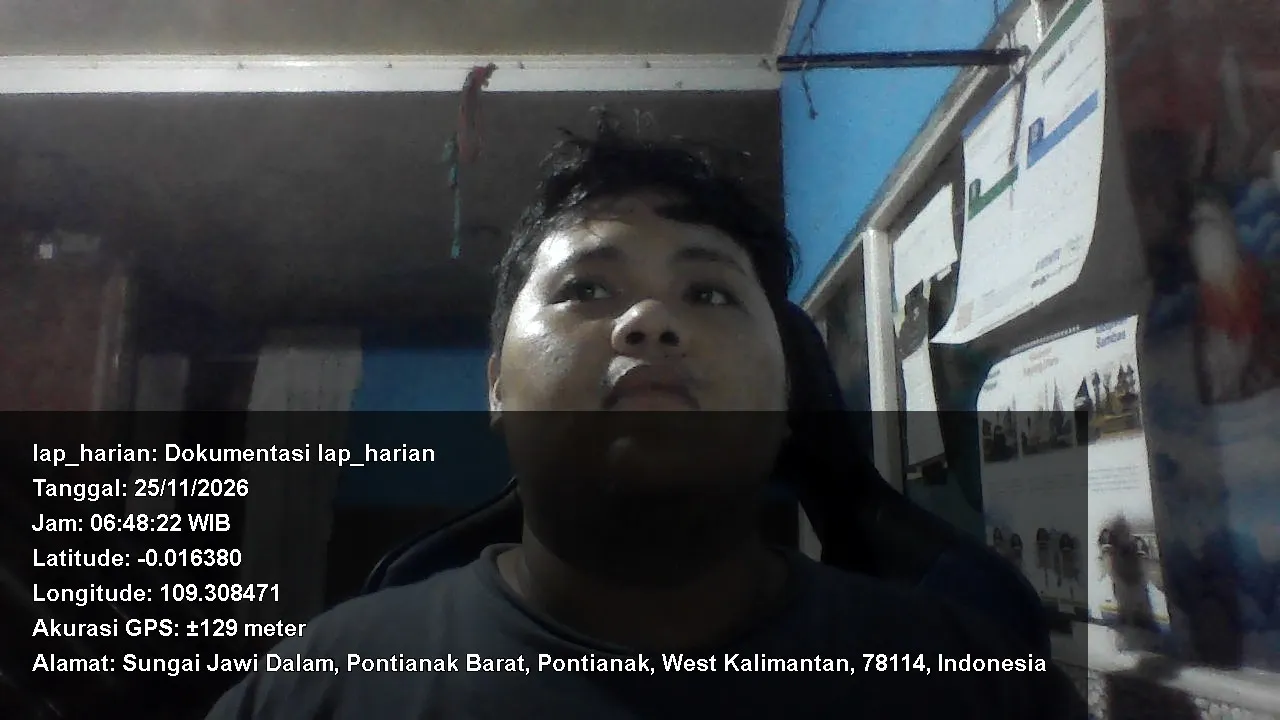 lap_harian: Dokumentasi lap_harian
Tanggal: 25/11/2026
Jam: 06:48:22 WIB
Latitude: -0.016380
Longitude: 109.308471
Akurasi GPS: ±129 meter
Alamat: Sungai Jawi Dalam, Pontianak Barat, Pontianak, West Kalimantan, 78114, Indonesia
Sambas